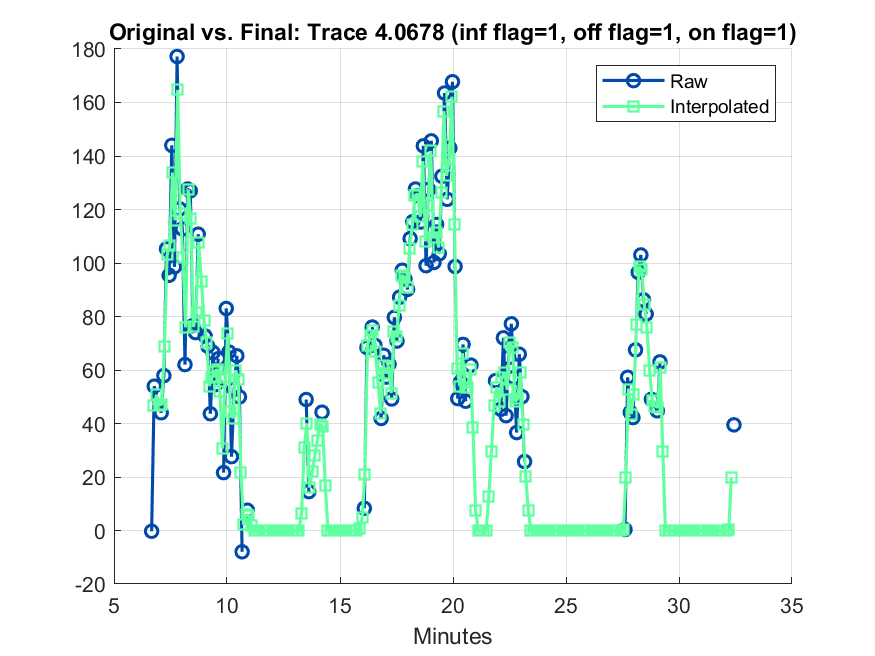 Original vs. Final: Trace 4.0678 (inf flag=1, off flag=1, on flag=1)
180
160
140
120
100
80
60
40
20
0
-20
Raw
Interpolated
5 10 15 20 25 30 35
Minutes